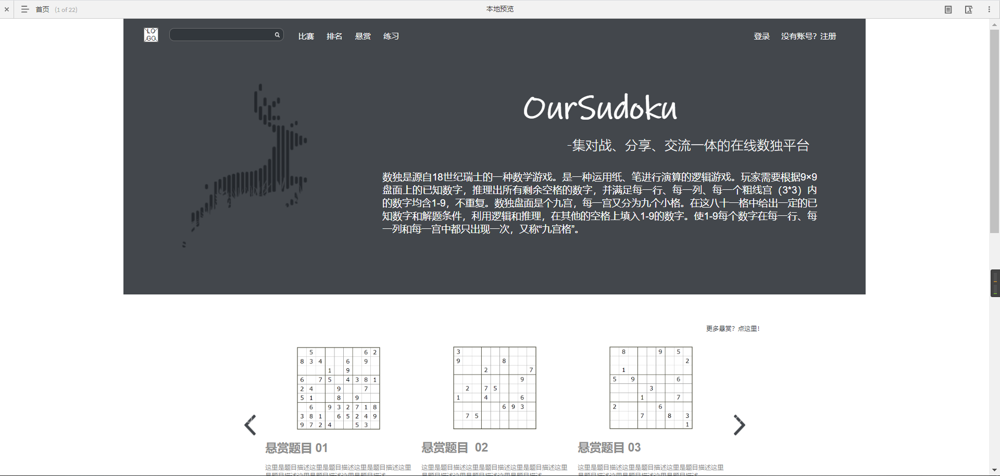 首页 (1 of 22)
本地预览
LO
GO
比赛 排名 悬赏 练习
登录 没有账号？注册
OurSudoku
-集对战、分享、交流一体的在线数独平台
数独是源自18世纪瑞士的一种数学游戏。是一种运用纸、笔进行演算的逻辑游戏。玩家需要根据9×9
盘面上的已知数字，推理出所有剩余空格的数字，并满足每一行、每一列、每一个粗线宫（3*3）内
的数字均含1-9，不重复。数独盘面是个九宫，每一宫又分为九个小格。在这八十一格中给出一定的已
知数字和解题条件，利用逻辑和推理，在其他的空格上填入1-9的数字。使1-9每个数字在每一行、每
一列和每一宫中都只出现一次，又称“九宫格”。
更多悬赏？点这里！
5 6 2
8 3 4 6 9
1 9
6 7 5 4 3 8 1
2 4 9 7
5 1 8 9
6 9 3 2 7 1 8
3 8 1 6 5 2 4 9
9 7 2 4 5 3
3
9 8
2 7
9
2 7 5
1 4 6
6 9 3
7 5
8 9 5
2
1
5 9 6
3
1 7
2 6
7 8 3
1
悬赏题目 01
悬赏题目 02
悬赏题目 03
这里是题目描述这里是题目描述这里是题目描述这里
是题目描述这里是题目描述这里是题目描述
这里是题目描述这里是题目描述这里是题目描述这里
是题目描述这里是题目描述这里是题目描述
这里是题目描述这里是题目描述这里是题目描述这里
是题目描述这里是题目描述这里是题目描述